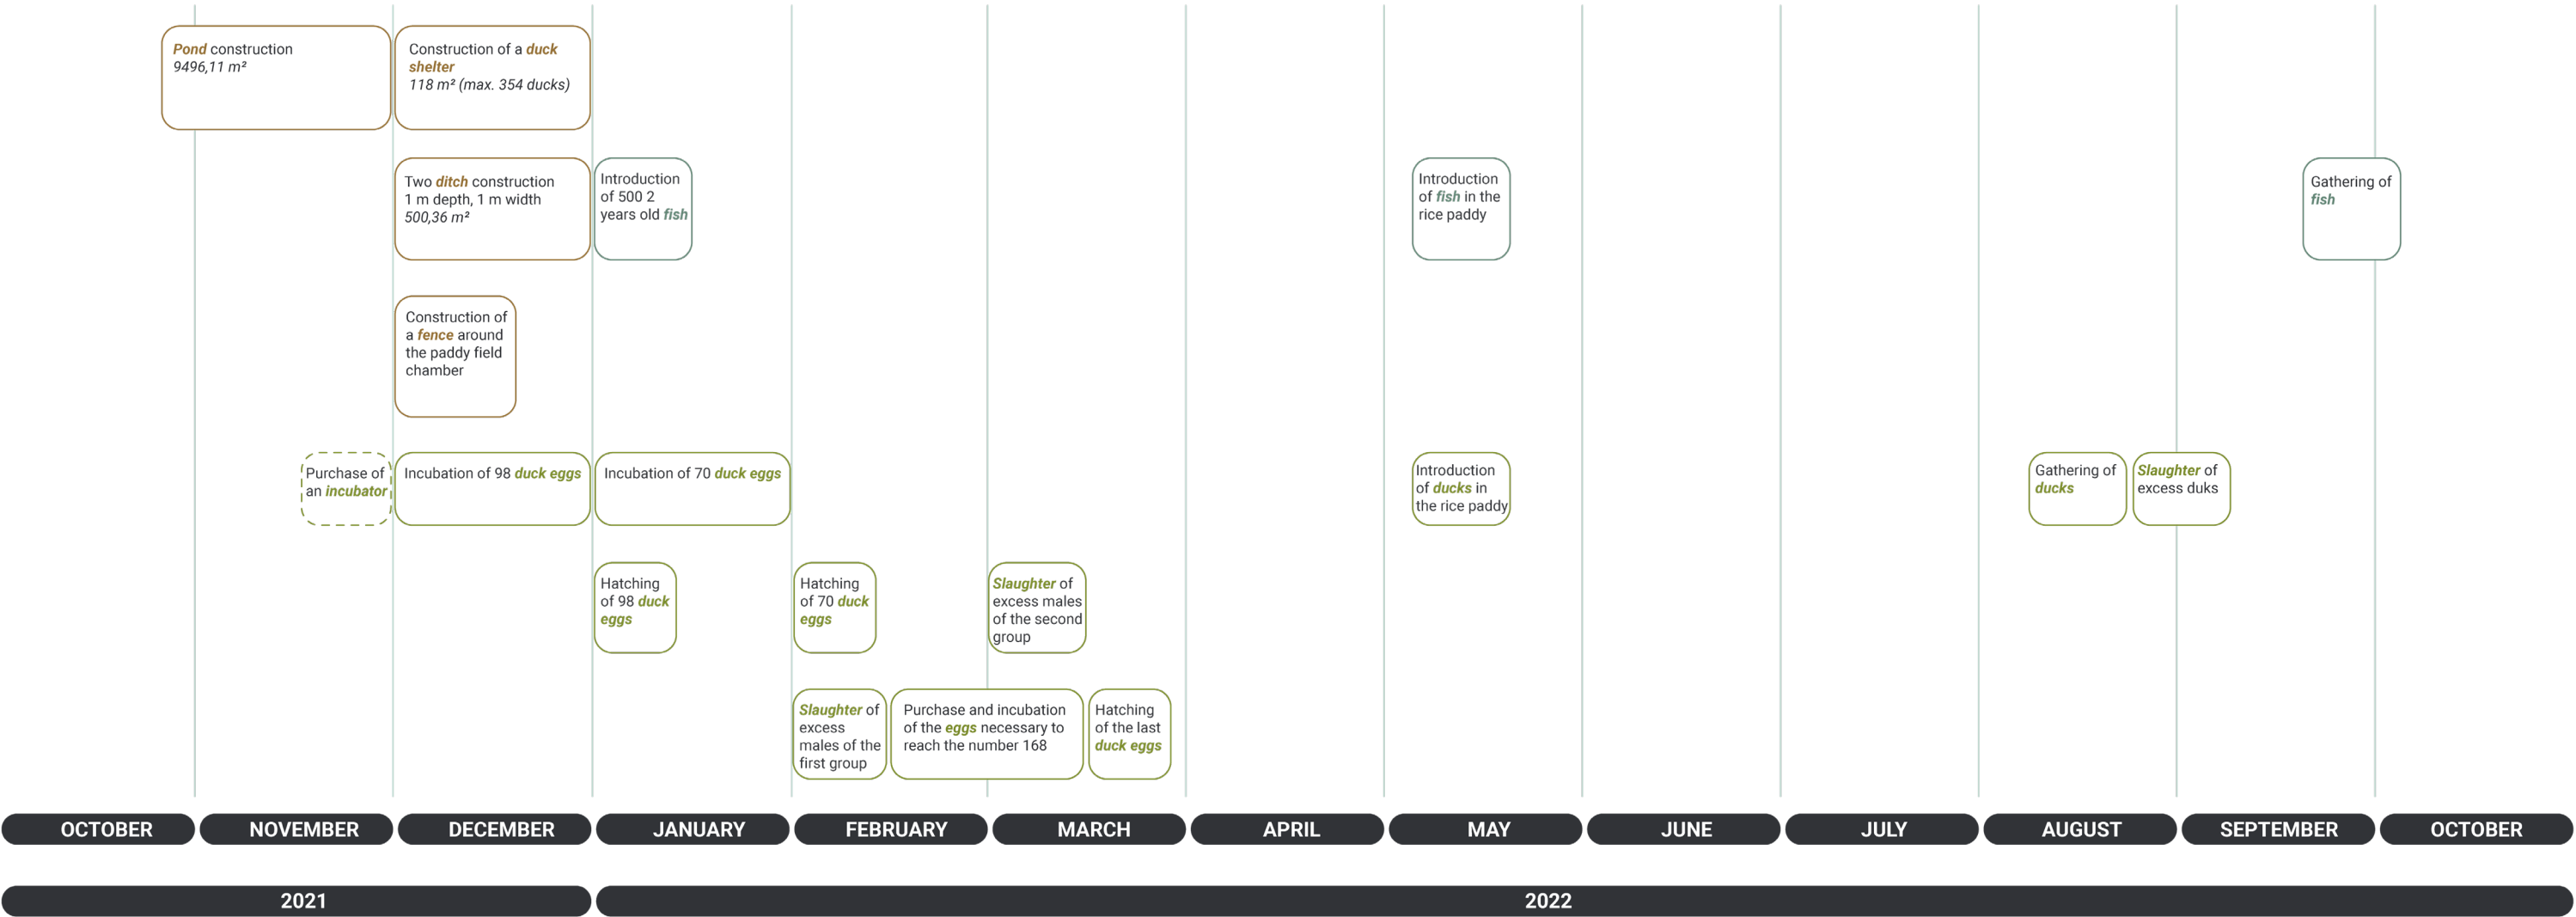 Pond construction
9496,11 m²
Construction of a duck
shelter
118 m² (max. 354 ducks)
Two ditch construction
1 m depth, 1 m width
500,36 m²
Introduction
of 500 2
years old fish
Introduction
of fish in the
rice paddy
Gathering of
fish
Construction of
a fence around
the paddy field
chamber
Purchase of
an incubator
Incubation of 98 duck eggs
Incubation of 70 duck eggs
Introduction
of ducks in
the rice paddy
Gathering of
ducks
Slaughter of
excess duks
Hatching
of 98 duck
eggs
Hatching
of 70 duck
eggs
Slaughter of
excess males
of the second
group
Slaughter of
excess
males of the
first group
Purchase and incubation
of the eggs necessary to
reach the number 168
Hatching
of the last
duck eggs
OCTOBER NOVEMBER DECEMBER JANUARY FEBRUARY MARCH APRIL MAY JUNE JULY AUGUST SEPTEMBER OCTOBER
2021 2022